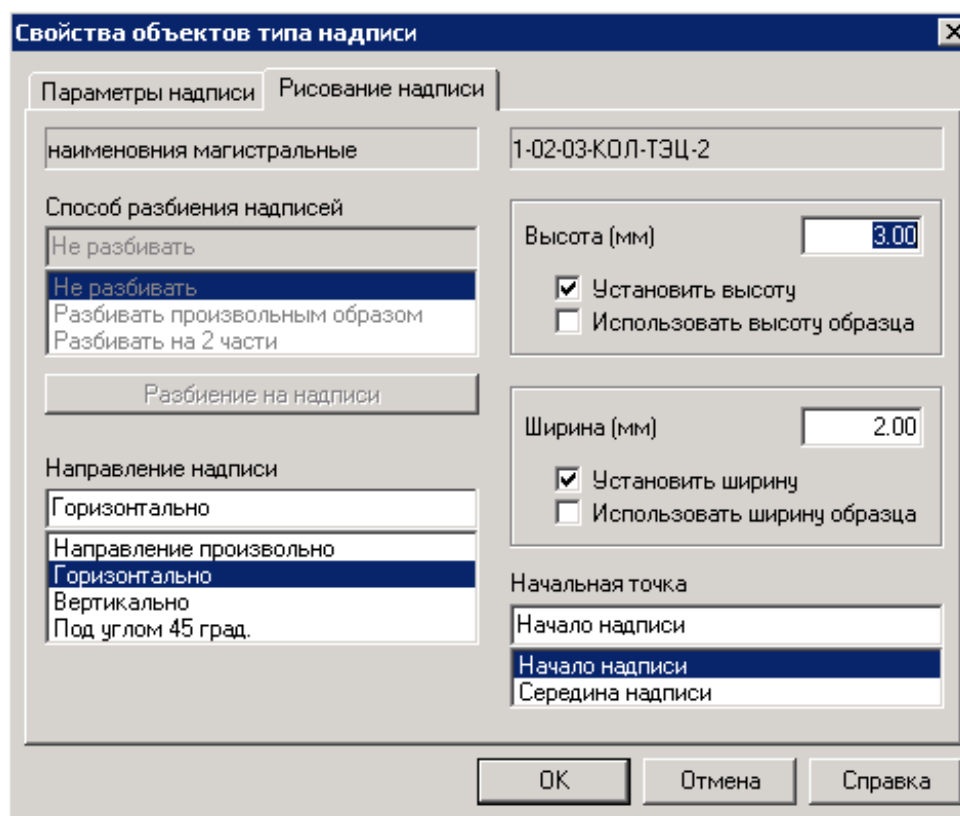 Свойства объектов типа надписи
Параметры надписи
Рисование надписи
наименовния магистральные
1-02-03-КОЛ-ТЭЦ-2
Способ разбиения надписей
Не разбивать
Не разбивать
Разбивать произвольным образом
Разбивать на 2 части
Разбиение на надписи
Направление надписи
Горизонтально
Направление произвольно
Горизонтально
Вертикально
Под углом 45 град.
Высота (мм)
3.00
Установить высоту
Использовать высоту образца
Ширина (мм)
2.00
Установить ширину
Использовать ширину образца
Начальная точка
Начало надписи
Начало надписи
Середина надписи
OK
Отмена
Справка